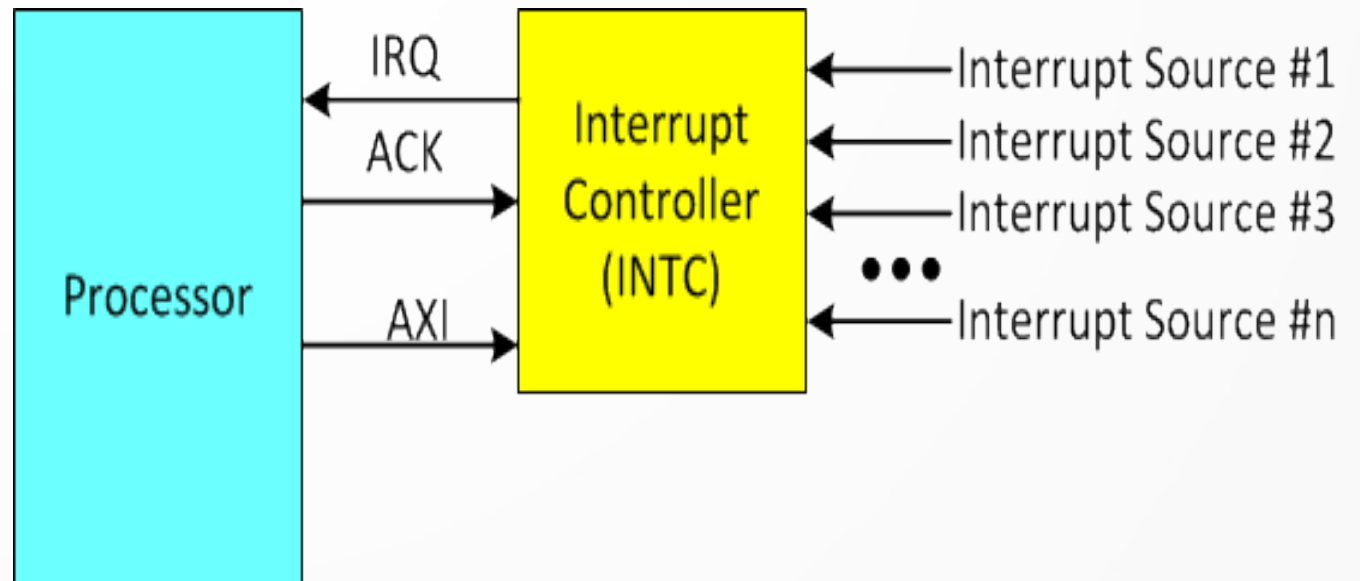 Processor
IRQ
ACK
AXI
Interrupt
Controller
(INTC)
Interrupt Source #1
Interrupt Source #2
Interrupt Source #3
•••
Interrupt Source #n